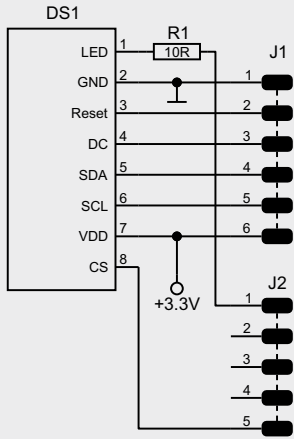 DS1
R1
LED 1 10R
J1
GND 2 1
Reset 3 2
DC 4 3
SDA 5 4
SCL 6 5
VDD 7 6
CS 8
J2
+3.3V 1
2
3
4
5